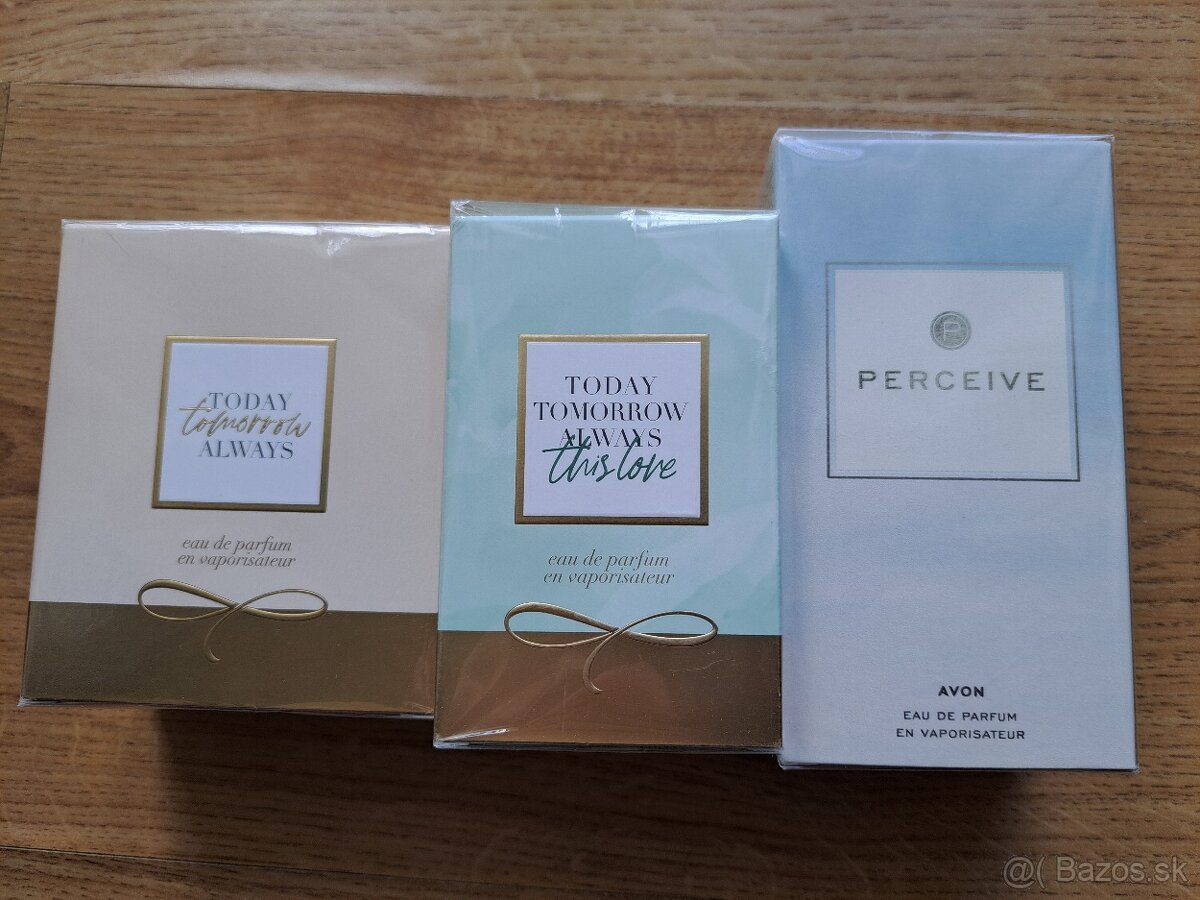 TODAY
tomorrow
ALWAYS
eau de parfum
en vaporisateur
TODAY
TOMORROW
ALWAYS
this love
eau de parfum
en vaporisateur
P
PERCEIVE
AVON
EAU DE PARFUM
EN VAPORISATEUR
@( Bazos.sk